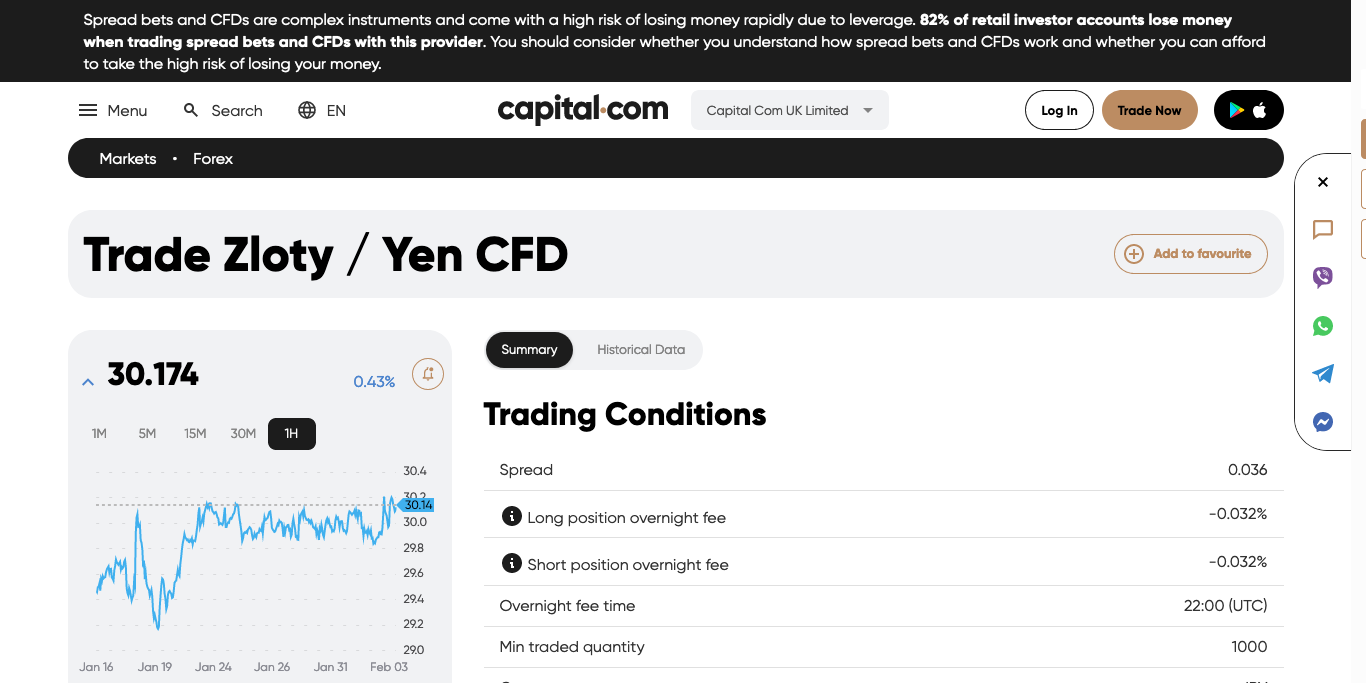 Spread bets and CFDs are complex instruments and come with a high risk of losing money rapidly due to leverage. 82% of retail investor accounts lose money
when trading spread bets and CFDs with this provider. You should consider whether you understand how spread bets and CFDs work and whether you can afford
to take the high risk of losing your money.
Menu Search EN capital.com Capital Com UK Limited Log In Trade Now
Markets • Forex
Trade Zloty / Yen CFD Add to favourite
30.174 0.43%
1M 5M 15M 30M 1H
30.4
30.2
30.14
30.0
29.8
29.6
29.4
29.2
29.0
Jan 16 Jan 19 Jan 24 Jan 26 Jan 31 Feb 03
Summary Historical Data
Trading Conditions
Spread 0.036
Long position overnight fee -0.032%
Short position overnight fee -0.032%
Overnight fee time 22:00 (UTC)
Min traded quantity 1000